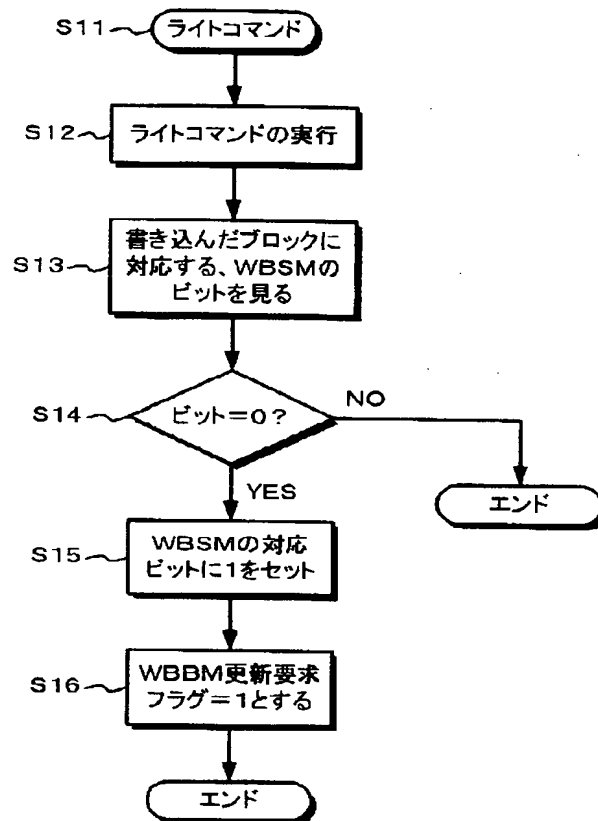 S11
ライトコマンド
S12
ライトコマンドの実行
S13
書き込んだブロックに
対応する、WBSMの
ビットを見る
S14
ビット=0?
NO
エンド
YES
S15
WBSMの対応
ビットに1をセット
S16
WBBM更新要求
フラグ=1とする
エンド